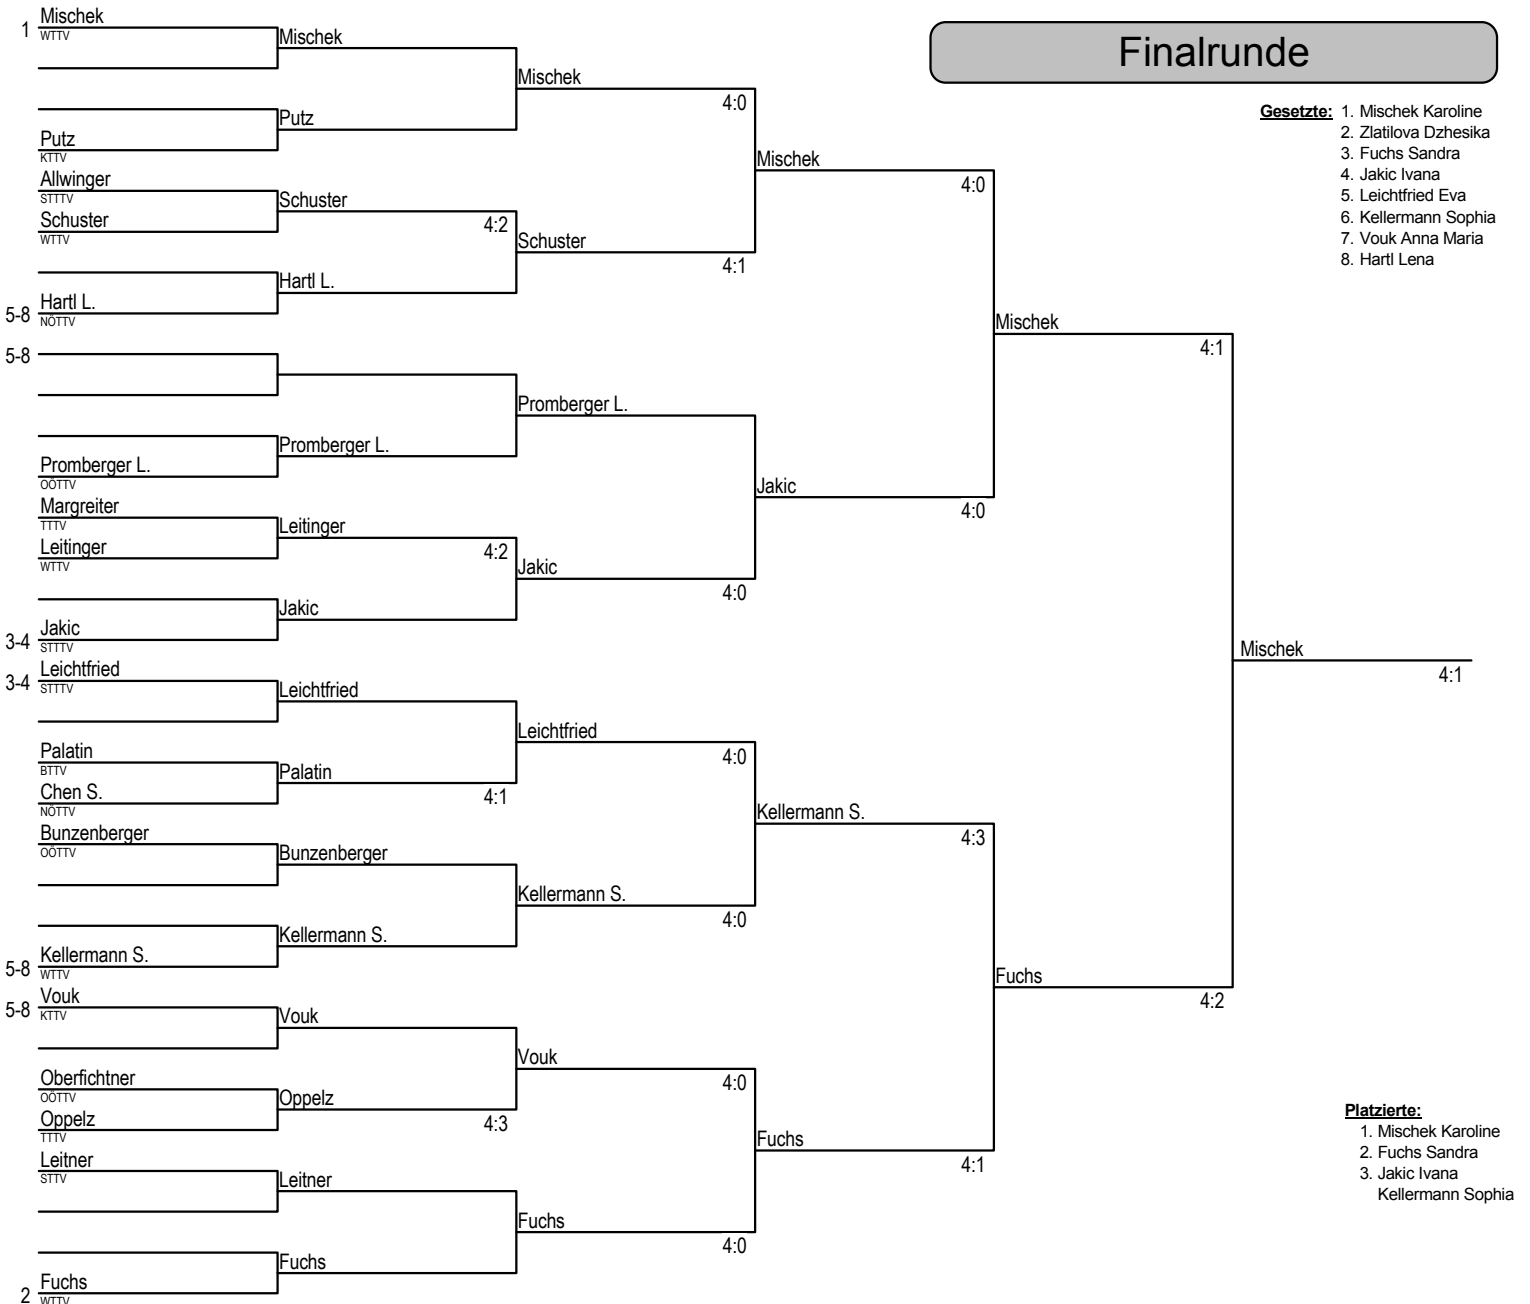 Finalrunde
Gesetzte: 1. Mischek Karoline
2. Zlatilova Dzhesika
3. Fuchs Sandra
4. Jakic Ivana
5. Leichtfried Eva
6. Kellermann Sophia
7. Vouk Anna Maria
8. Hartl Lena
1 Mischek
WTTV
Putz
KTTV
Allwinger
STTTV
Schuster
WTTV
5-8 Hartl L.
NÖTTV
5-8
Promberger L.
OÖTTV
Margreiter
TTTV
Leitinger
WTTV
3-4 Jakic
STTTV
3-4 Leichtfried
STTTV
Palatin
BTTV
Chen S.
NÖTTV
Bunzenberger
OÖTTV
5-8 Kellermann S.
WTTV
5-8 Vouk
KTTV
Oberfichtner
OÖTTV
Oppelz
TTTV
Leitner
STTV
2 Fuchs
WTTV
Mischek
Putz
Schuster
4:2
Hartl L.
Promberger L.
Leitinger
4:2
Jakic
Leichtfried
Palatin
4:1
Bunzenberger
Kellermann S.
Vouk
Oppelz
4:3
Leitner
Fuchs
Mischek
4:0
Schuster
4:1
Promberger L.
Jakic
4:0
Leichtfried
4:0
Kellermann S.
4:0
Vouk
4:0
Fuchs
4:0
Mischek
4:0
Jakic
4:0
Kellermann S.
4:3
Fuchs
4:1
Mischek
4:1
Fuchs
4:2
Mischek
4:1
Platzierte:
1. Mischek Karoline
2. Fuchs Sandra
3. Jakic Ivana
Kellermann Sophia